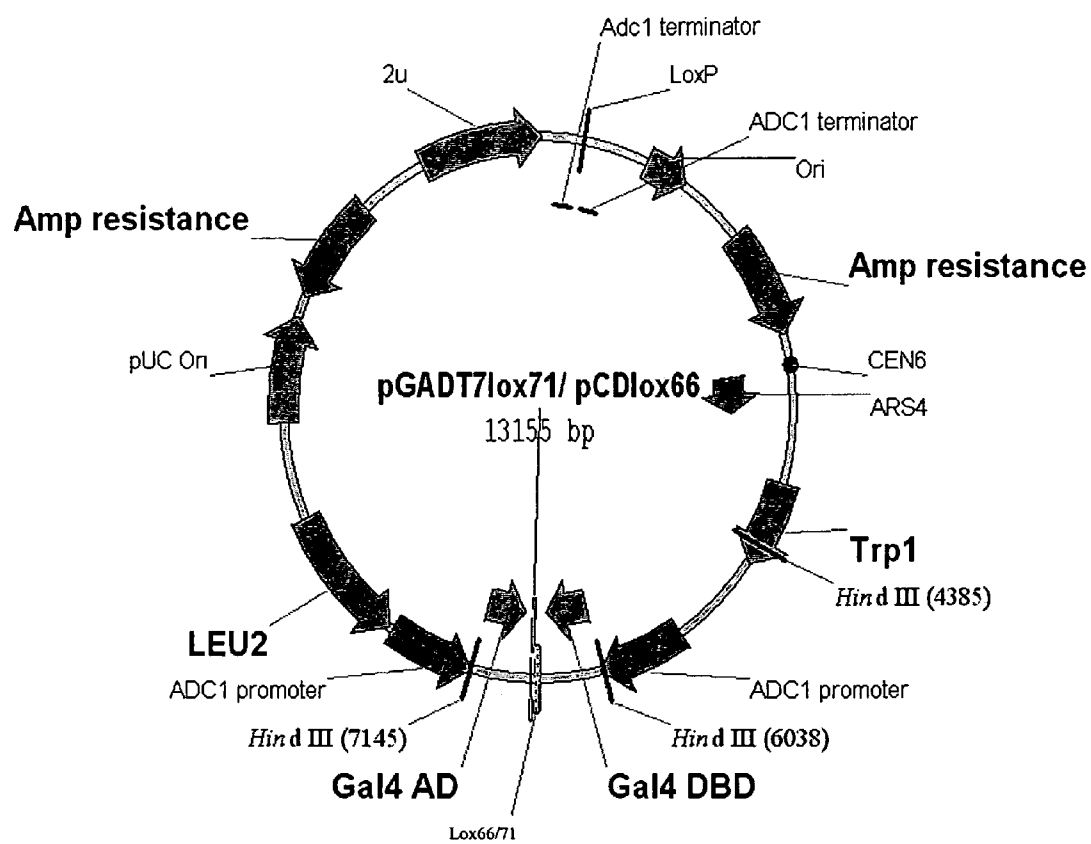 Adc1 terminator
2u
LoxP
ADC1 terminator
Ori
Amp resistance
Amp resistance
pUC Ori
CEN6
pGADT7lox71/ pCDlox66
ARS4
13155 bp
Trp1
Hind III (4385)
LEU2
ADC1 promoter
ADC1 promoter
Hind III (7145)
Hind III (6038)
Gal4 AD
Gal4 DBD
Lox66/71